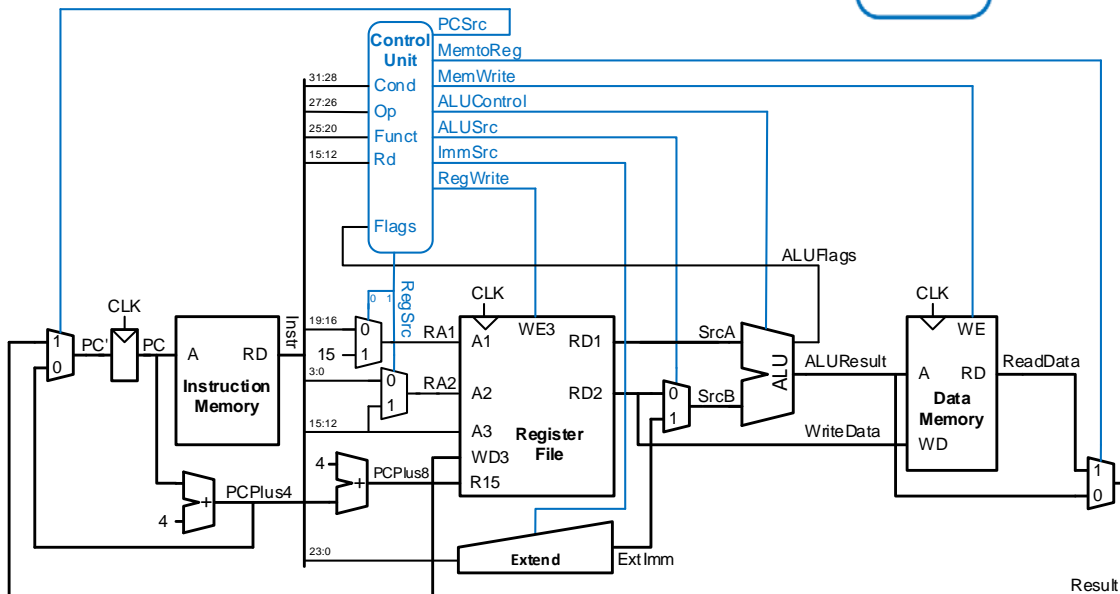 PCSrc
Control
Unit
MemtoReg
MemWrite
ALUControl
ALUSrc
ImmSrc
RegWrite
31:28
Cond
27:26
Op
25:20
Funct
15:12
Rd
Flags
ALUFlags
0 1
RegSrc
CLK
CLK
CLK
1
0
PC'
PC
A
RD
Instruction
Memory
Instr
19:16
0
15
1
RA1
3:0
0
1
RA2
15:12
A1
WE3
RD1
A2
RD2
A3
Register
File
WD3
R15
0
1
SrcA
SrcB
ALU
ALUResult
WriteData
WE
A
RD
Data
Memory
WD
ReadData
1
0
4
+
PCPlus4
4
+
PCPlus8
23:0
Extend
ExtImm
Result